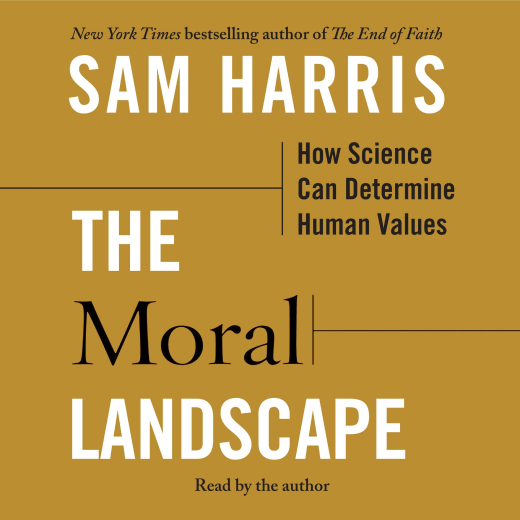 New York Times bestselling author of The End of Faith
SAM HARRIS
How Science
Can Determine
Human Values
THE
Moral
LANDSCAPE
Read by the author